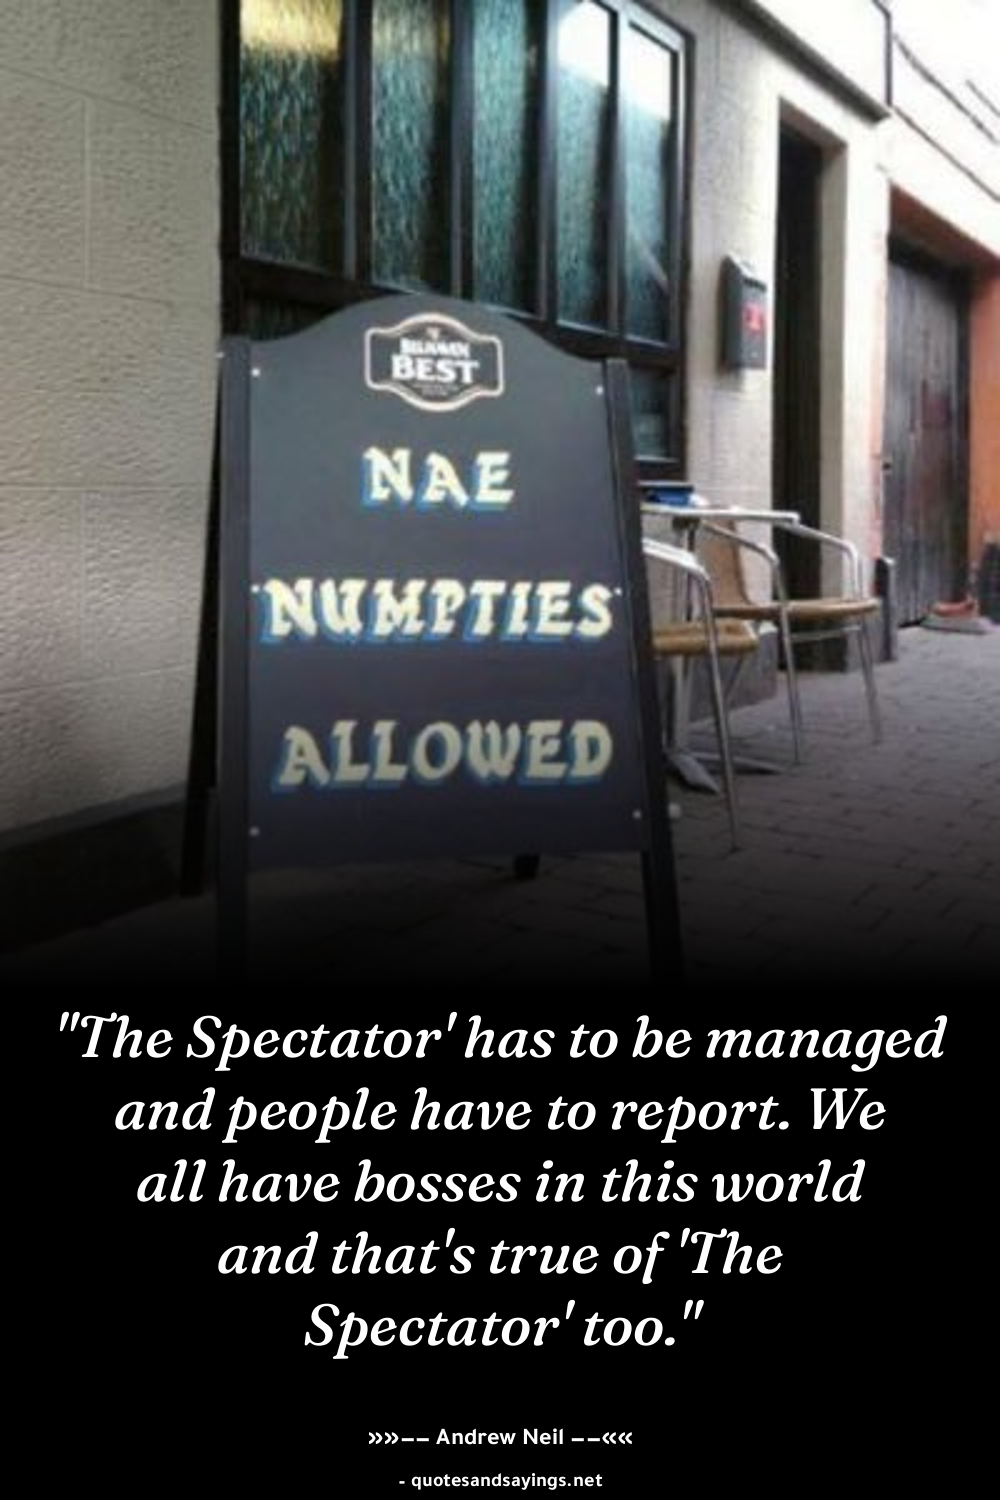 BEST
NAE
NUMPTIES
ALLOWED
"The Spectator' has to be managed
and people have to report. We
all have bosses in this world
and that's true of 'The
Spectator' too."
»»–– Andrew Neil ––««
- quotesandsayings.net